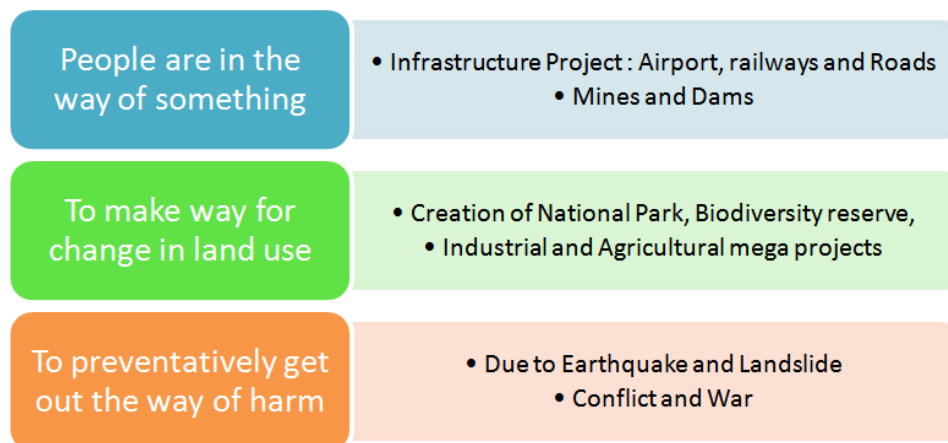 People are in the
way of something
• Infrastructure Project : Airport, railways and Roads
• Mines and Dams
To make way for
change in land use
• Creation of National Park, Biodiversity reserve,
• Industrial and Agricultural mega projects
To preventatively get
out the way of harm
• Due to Earthquake and Landslide
• Conflict and War